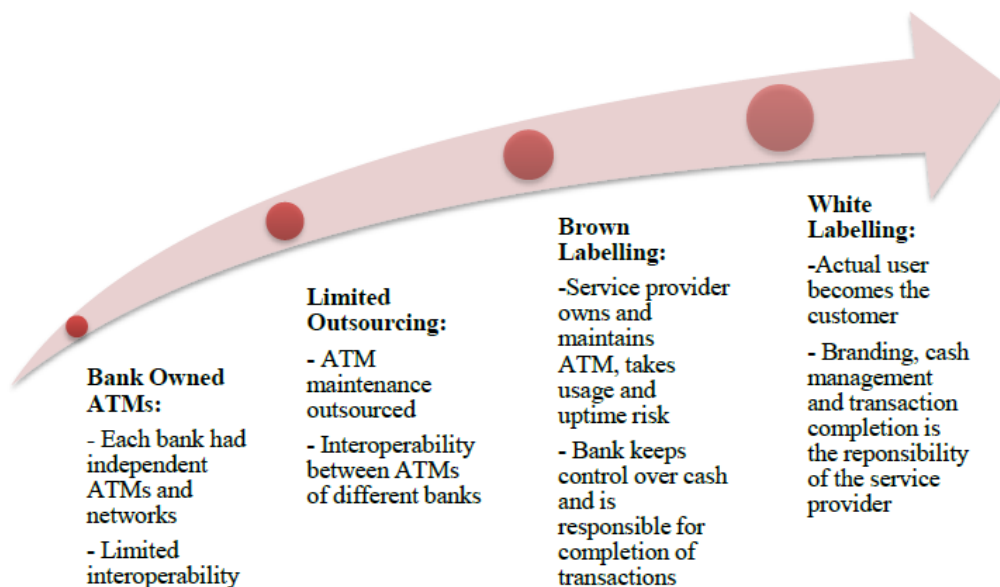 Bank Owned
ATMs:
- Each bank had
independent
ATMs and
networks
- Limited
interoperability
Limited
Outsourcing:
- ATM
maintenance
outsourced
- Interoperability
between ATMs
of different banks
Brown
Labelling:
-Service provider
owns and
maintains
ATM, takes
usage and
uptime risk
- Bank keeps
control over cash
and is
responsible for
completion of
transactions
White
Labelling:
-Actual user
becomes the
customer
- Branding, cash
management
and transaction
completion is
the reponsibility
of the service
provider